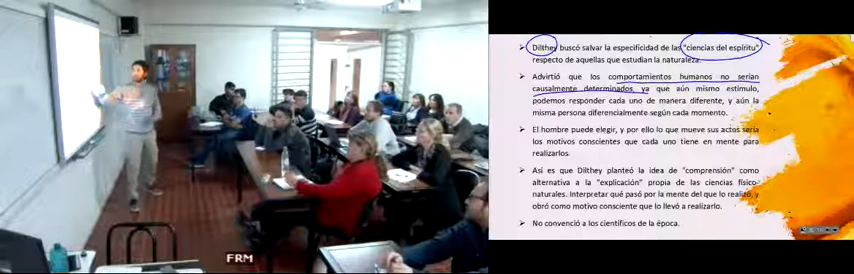 Dilthey buscó salvar la especificidad de las "ciencias del espíritu"
respecto de aquellas que estudian la naturaleza.
Advirtió que los comportamientos humanos no serían
causalmente determinados, ya que aún mismo estímulo,
podemos responder cada uno de manera diferente, y aún la
misma persona diferencialmente según cada momento.
El hombre puede elegir, y por ello lo que mueve sus actos sería
los motivos conscientes que cada uno tiene en mente para
realizarlos.
Así es que Dilthey planteó la idea de "comprensión" como
alternativa a la "explicación" propia de las ciencias físico-
naturales. Interpretar qué pasó por la mente del que lo realizó, y
obró como motivo consciente que lo llevó a realizarlo.
No convenció a los científicos de la época.
FRM